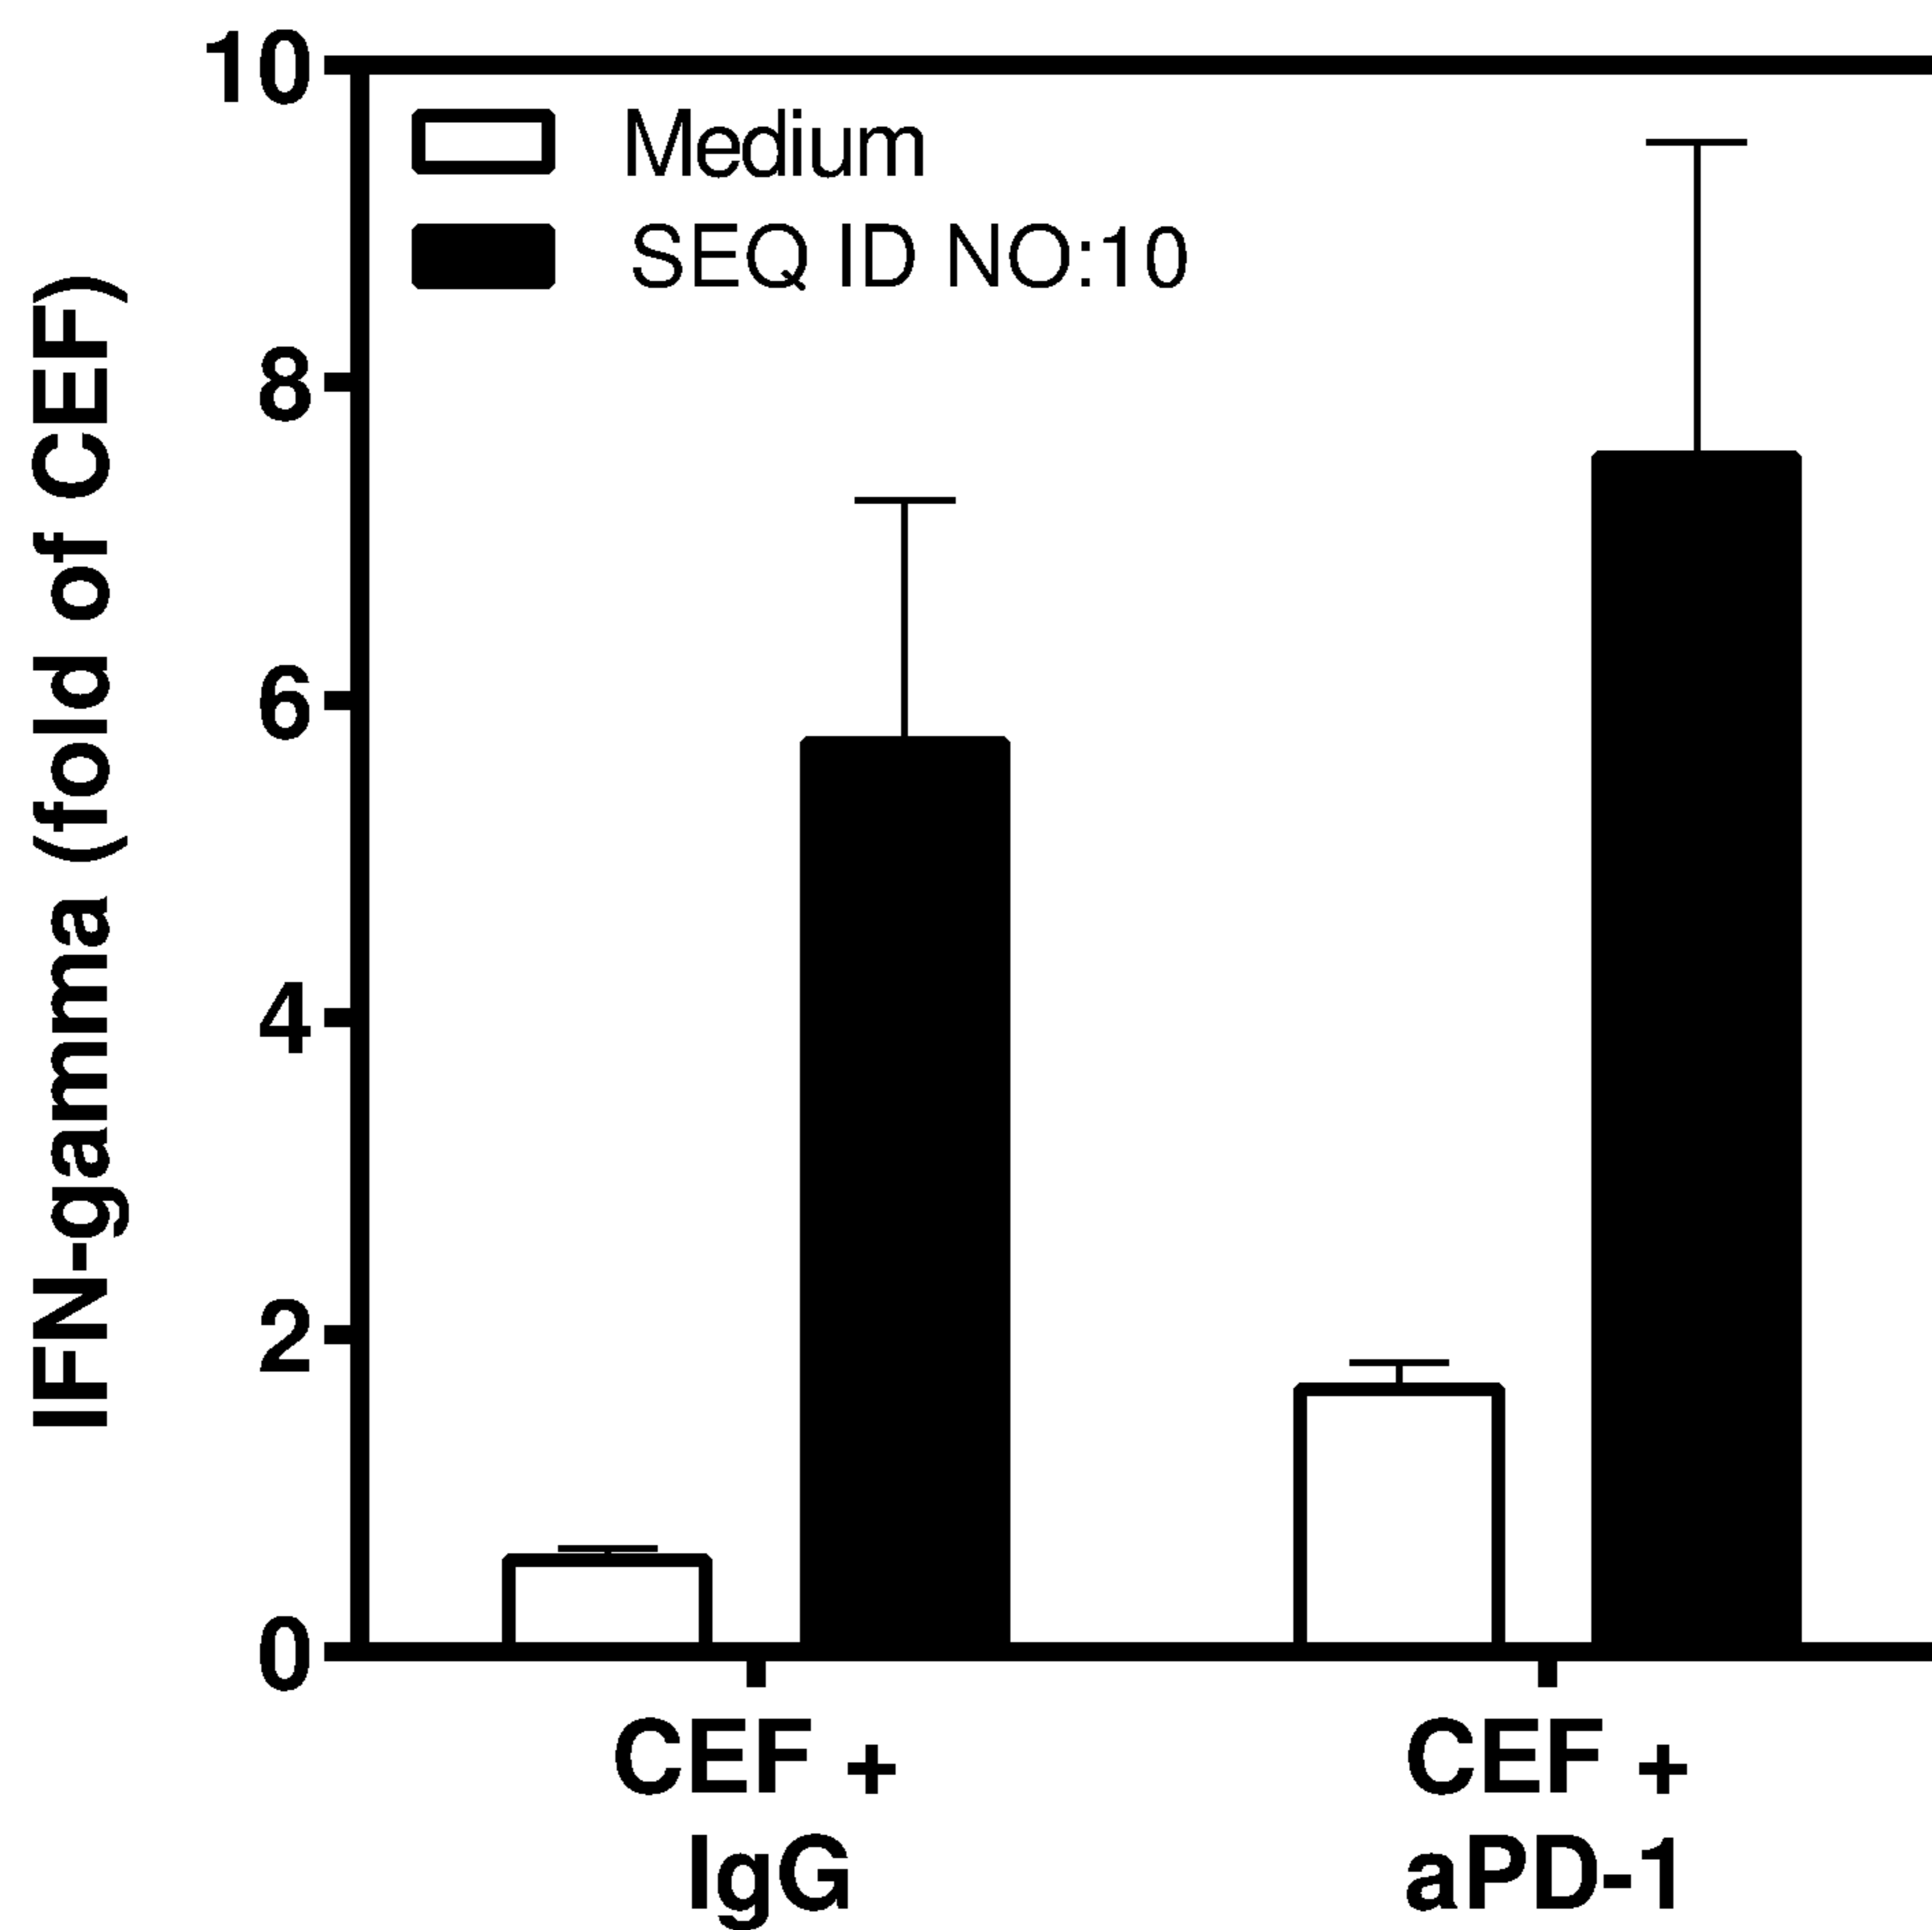 IFN-gamma (fold of CEF)
10
8
6
4
2
0
Medium
SEQ ID NO:10
CEF +
IgG
CEF +
aPD-1